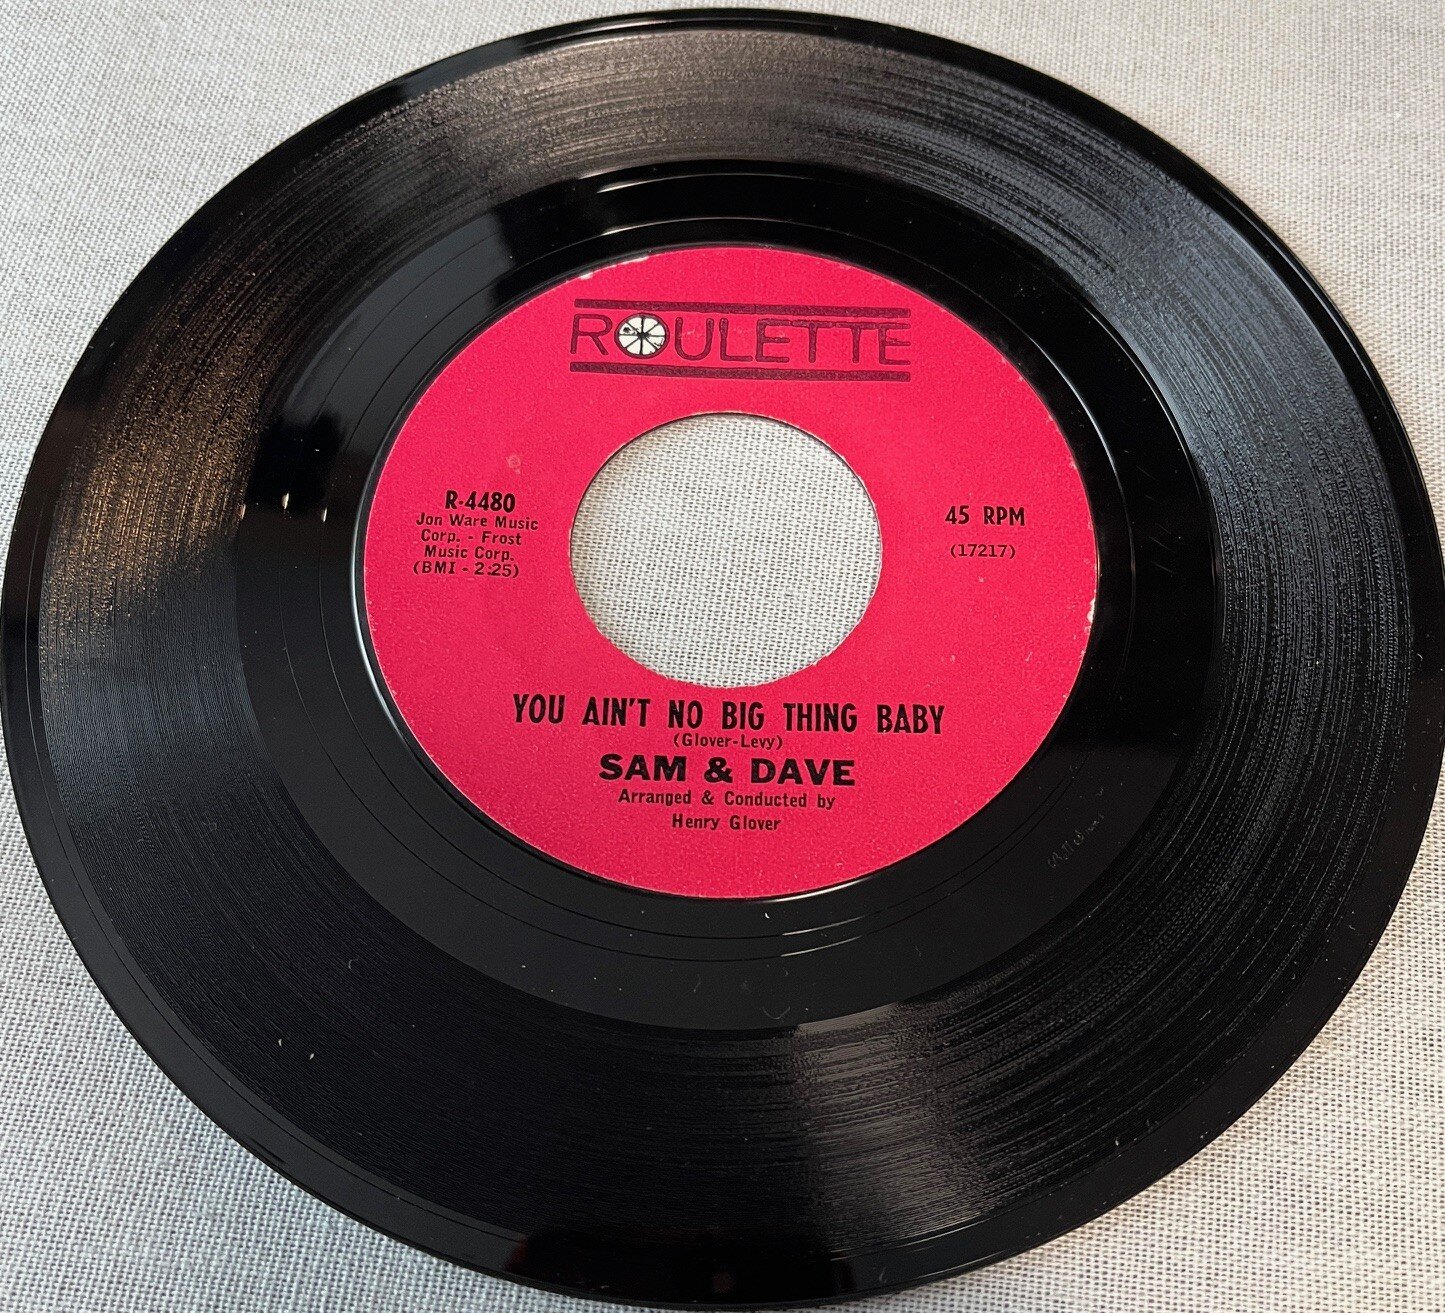 ROULETTE
R-4480
Jon Ware Music
Corp. - Frost
Music Corp.
(BMI - 2:25)
45 RPM
(17217)
YOU AIN'T NO BIG THING BABY
(Glover-Levy)
SAM & DAVE
Arranged & Conducted by
Henry Glover